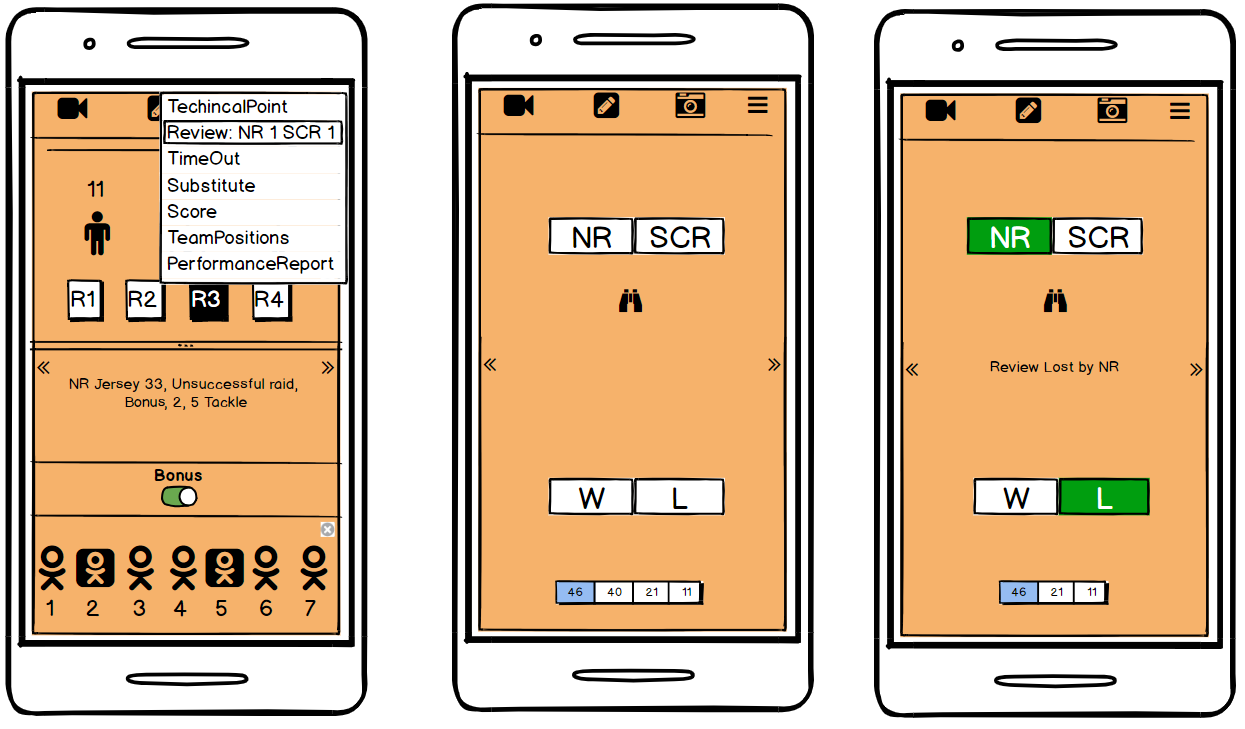 TechincalPoint
Review: NR 1 SCR 1
TimeOut
Substitute
Score
TeamPositions
PerformanceReport
11
R1 R2 R3 R4
NR Jersey 33, Unsuccessful raid,
Bonus, 2, 5 Tackle
Bonus
1 2 3 4 5 6 7
NR SCR
W L
46 40 21 11
NR SCR
Review Lost by NR
W L
46 21 11